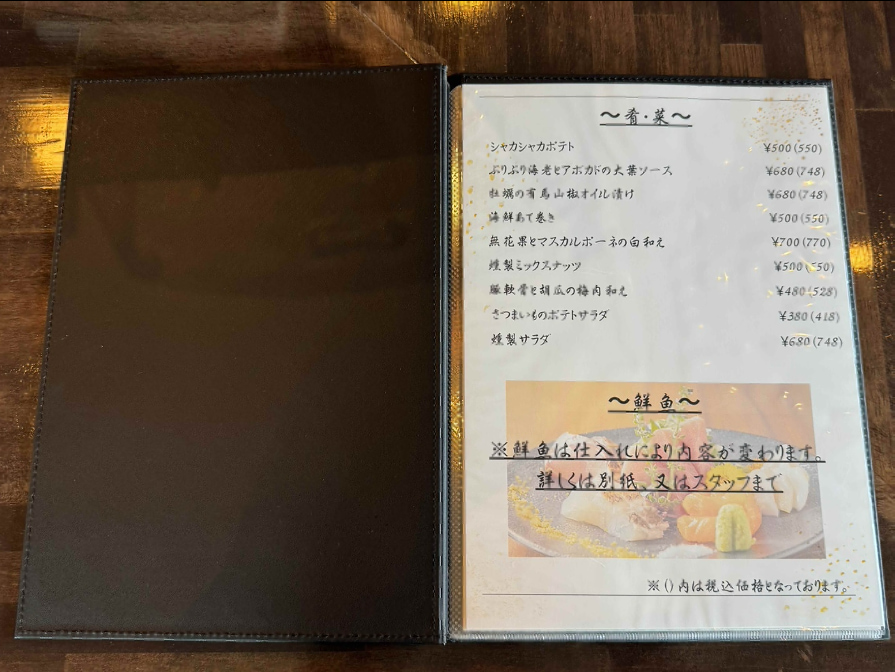 〜肴・菜〜
シャカシャカポテト ¥500(550)
ぷりぷり海老とアボカドの大葉ソース ¥680(748)
牡蠣の有馬山椒オイル漬け ¥680(748)
海鮮あて巻き ¥500(550)
無花果とマスカルポーネの白和え ¥700(770)
燻製ミックスナッツ ¥500(550)
豚軟骨と胡瓜の梅肉和え ¥480(528)
さつまいものポテトサラダ ¥380(418)
燻製サラダ ¥680(748)
〜鮮魚〜
※鮮魚は仕入れにより内容が変わります。
詳しくは別紙、又はスタッフまで
※()内は税込価格となっております。